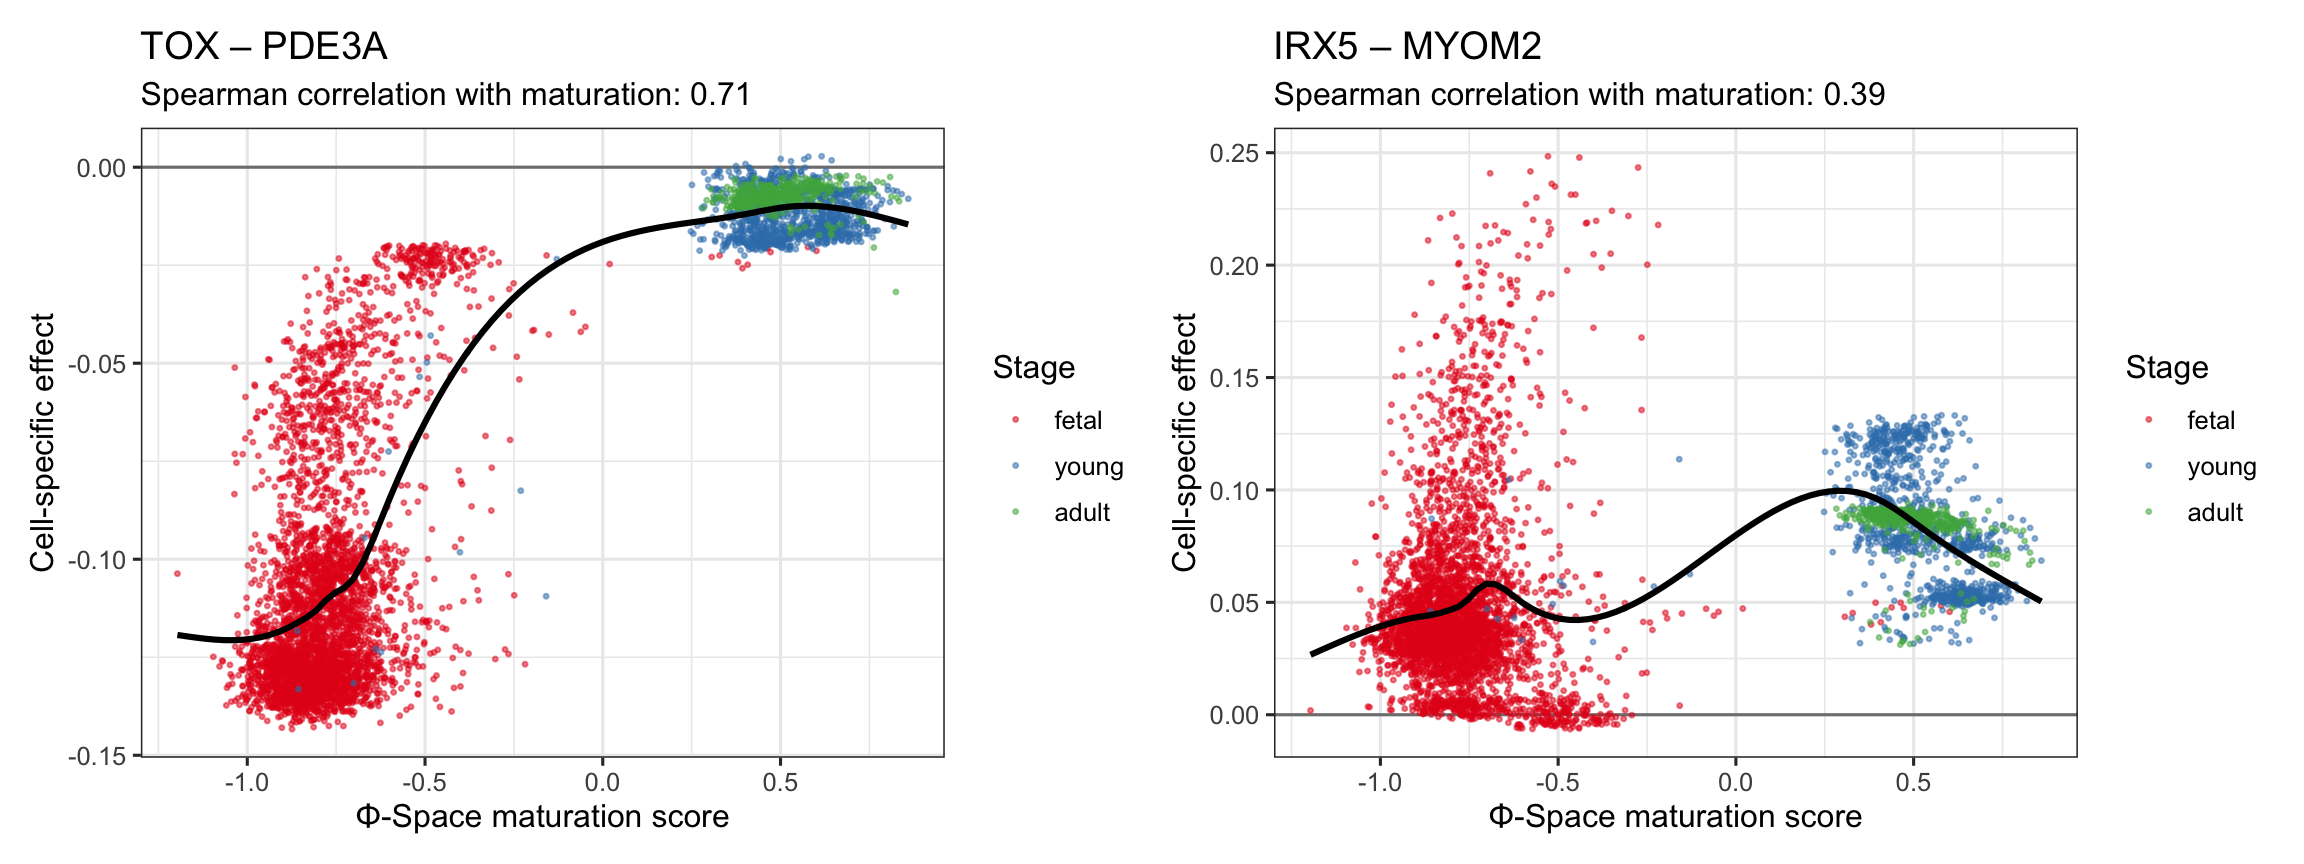 TOX – PDE3A
Spearman correlation with maturation: 0.71
0.00
-0.05
-0.10
-0.15
Cell-specific effect
-1.0
-0.5
0.0
0.5
Φ-Space maturation score
Stage
fetal
young
adult
IRX5 – MYOM2
Spearman correlation with maturation: 0.39
0.25
0.20
0.15
0.10
0.05
0.00
Cell-specific effect
-1.0
-0.5
0.0
0.5
Φ-Space maturation score
Stage
fetal
young
adult